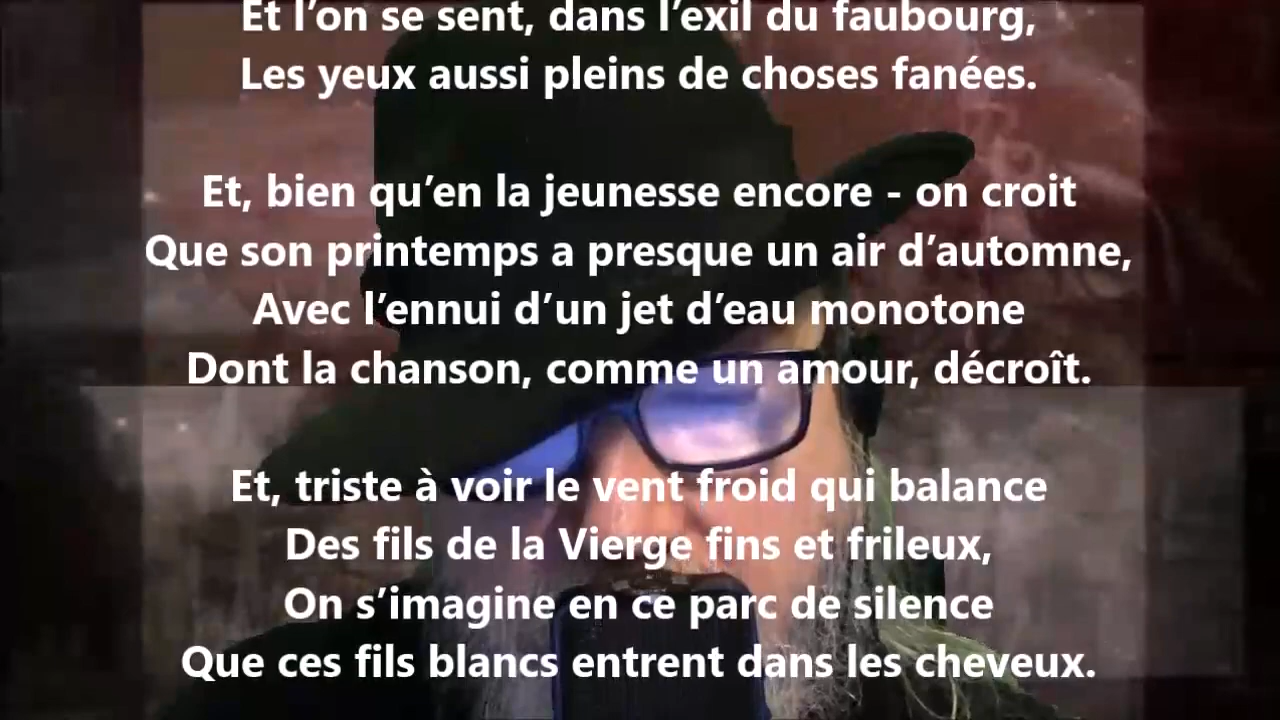 Et l’on se sent, dans l’exil du faubourg,
Les yeux aussi pleins de choses fanées.
Et, bien qu’en la jeunesse encore - on croit
Que son printemps a presque un air d’automne,
Avec l’ennui d’un jet d’eau monotone
Dont la chanson, comme un amour, décroît.
Et, triste à voir le vent froid qui balance
Des fils de la Vierge fins et frileux,
On s’imagine en ce parc de silence
Que ces fils blancs entrent dans les cheveux.